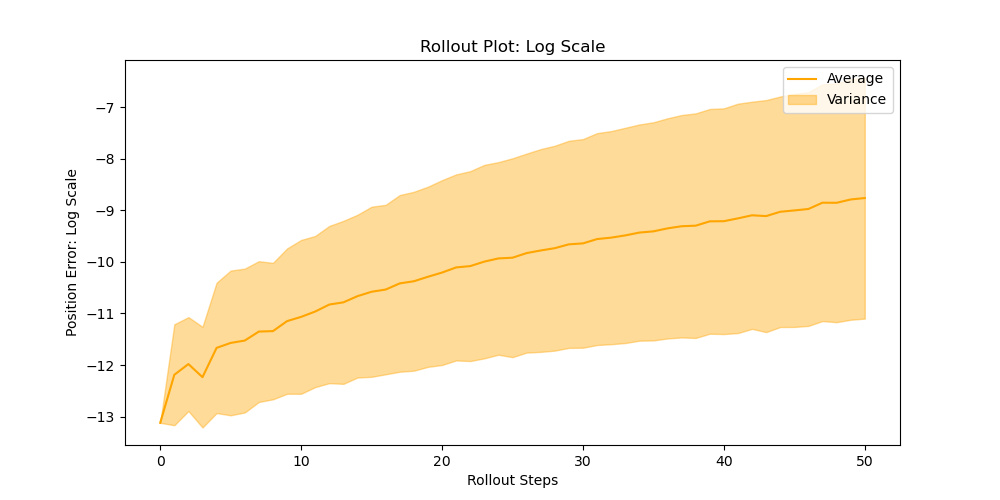 Rollout Plot: Log Scale
Average
Variance
Position Error: Log Scale
−7
−8
−9
−10
−11
−12
−13
0 10 20 30 40 50
Rollout Steps